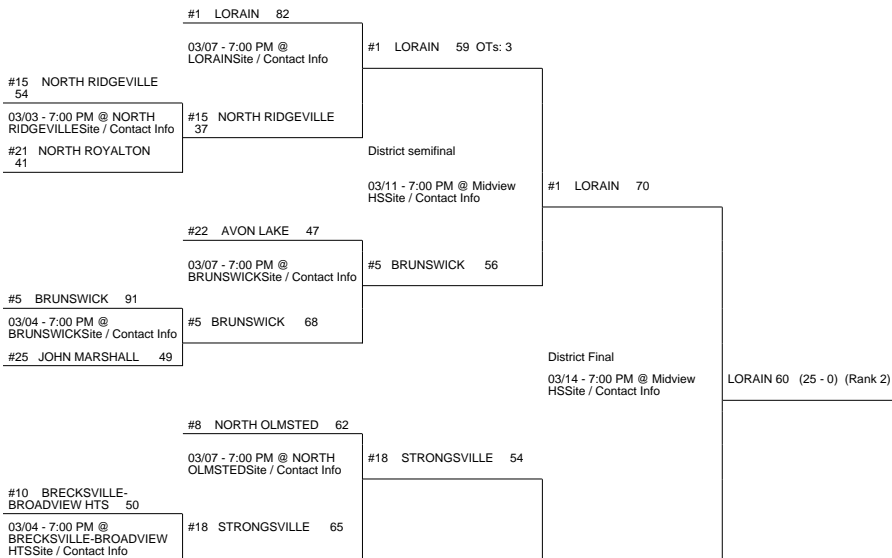 #1 LORAIN 82
03/07 - 7:00 PM @
LORAINSite / Contact Info
#1 LORAIN 59 OTs: 3
#15 NORTH RIDGEVILLE
54
03/03 - 7:00 PM @ NORTH
RIDGEVILLESite / Contact Info
#15 NORTH RIDGEVILLE
37
#21 NORTH ROYALTON
41
District semifinal
03/11 - 7:00 PM @ Midview
HSSite / Contact Info
#1 LORAIN 70
#22 AVON LAKE 47
03/07 - 7:00 PM @
BRUNSWICKSite / Contact Info
#5 BRUNSWICK 56
#5 BRUNSWICK 91
03/04 - 7:00 PM @
BRUNSWICKSite / Contact Info
#5 BRUNSWICK 68
#25 JOHN MARSHALL 49
District Final
03/14 - 7:00 PM @ Midview
HSSite / Contact Info
LORAIN 60 (25 - 0) (Rank 2)
#8 NORTH OLMSTED 62
03/07 - 7:00 PM @ NORTH
OLMSTEDSite / Contact Info
#18 STRONGSVILLE 54
#10 BRECKSVILLE-
BROADVIEW HTS 50
03/04 - 7:00 PM @
BRECKSVILLE-BROADVIEW
HTSSite / Contact Info
#18 STRONGSVILLE 65